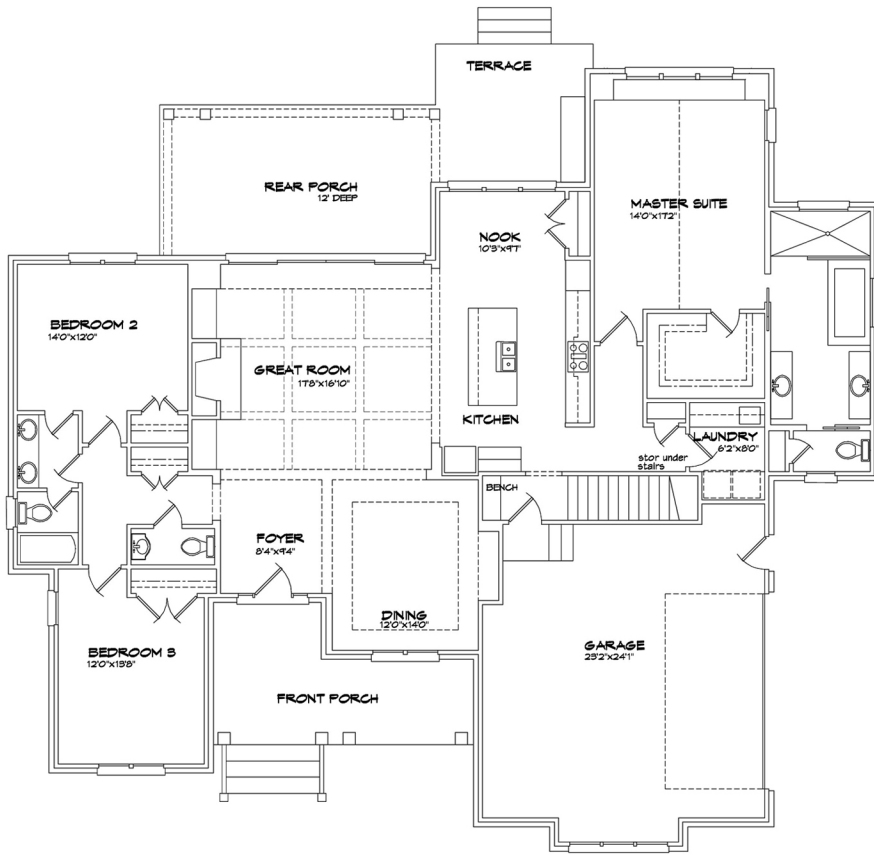 TERRACE
REAR PORCH
12' DEEP
MASTER SUITE
14'0"x17'2"
NOOK
10'3"x9'7"
BEDROOM 2
14'0"x12'0"
GREAT ROOM
17'8"x16'10"
KITCHEN
LAUNDRY
6'2"x8'0"
stor under
stairs
BENCH
FOYER
8'4"x9'4"
DINING
12'0"x14'0"
GARAGE
23'2"x24'1"
BEDROOM 3
12'0"x13'8"
FRONT PORCH